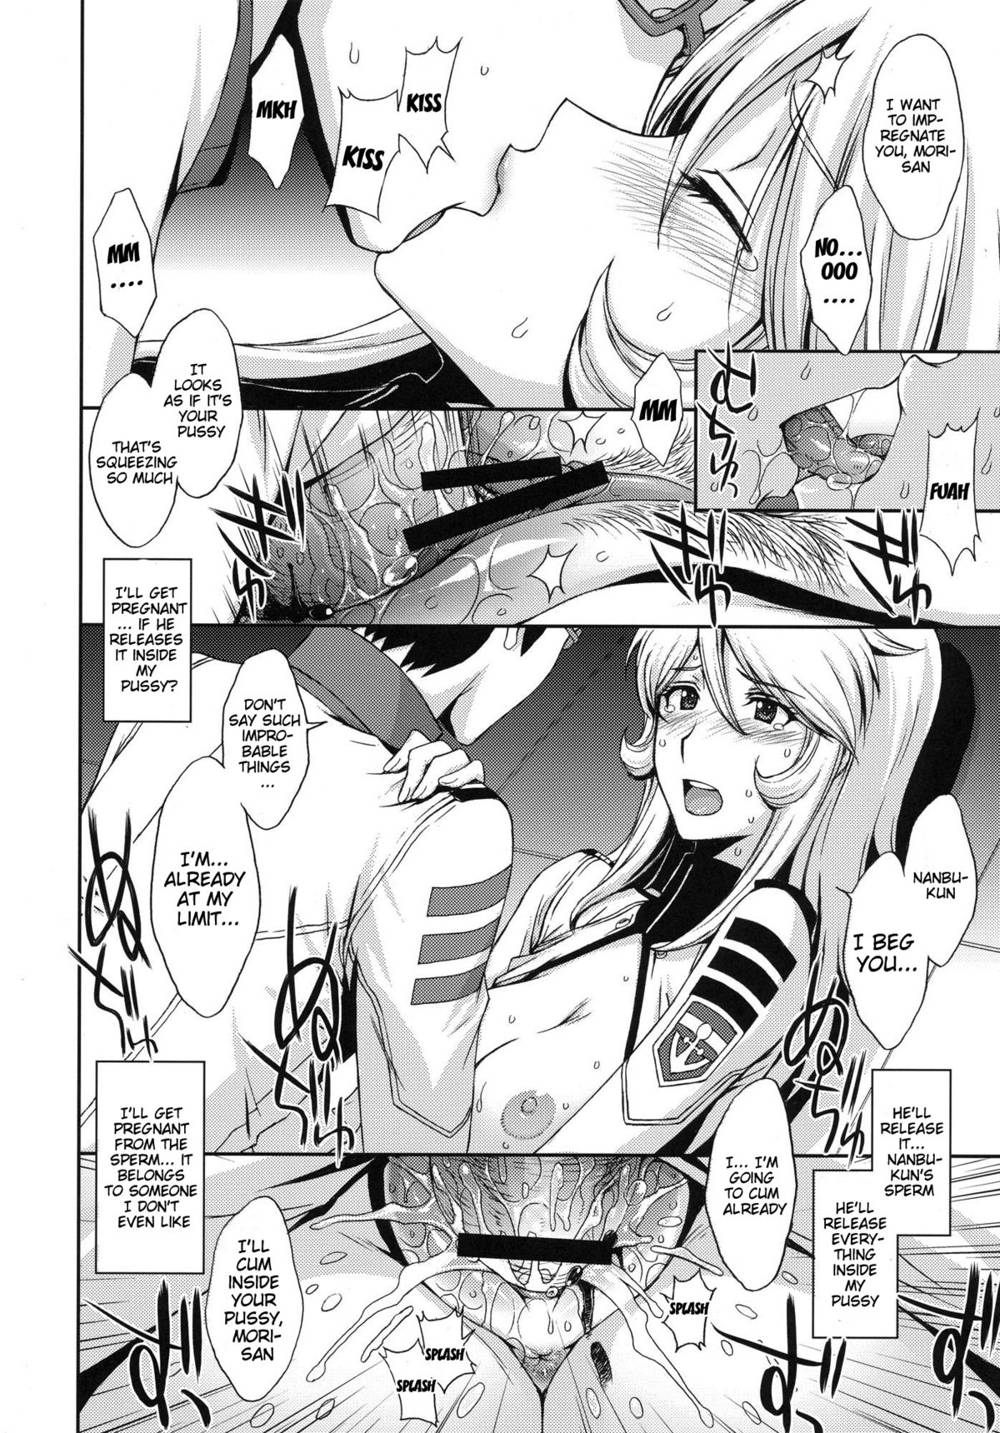 I WANT
TO IMP-
REGNATE
YOU, MORI-
SAN
KISS
KISS
MKH
NO...
OOO
....
MM
....
MM
FUAH
IT
LOOKS
AS IF IT'S
YOUR
PUSSY
THAT'S
SQUEEZING
SO MUCH
I'LL GET
PREGNANT
... IF HE
RELEASES
IT INSIDE
MY
PUSSY?
NANBU-
KUN
I BEG
YOU...
DON'T
SAY SUCH
IMPRO-
BABLE
THINGS
...
I'M...
ALREADY
AT MY
LIMIT...
HE'LL
RELEASE
IT...
NANBU-
KUN'S
SPERM
HE'LL
RELEASE
EVERY-
THING
INSIDE
MY
PUSSY
I... I'M
GOING
TO CUM
ALREADY
I'LL GET
PREGNANT
FROM THE
SPERM... IT
BELONGS
TO SOMEONE
I DON'T
EVEN LIKE
I'LL
CUM
INSIDE
YOUR
PUSSY,
MORI-
SAN
SPLASH
SPLASH
SPLASH